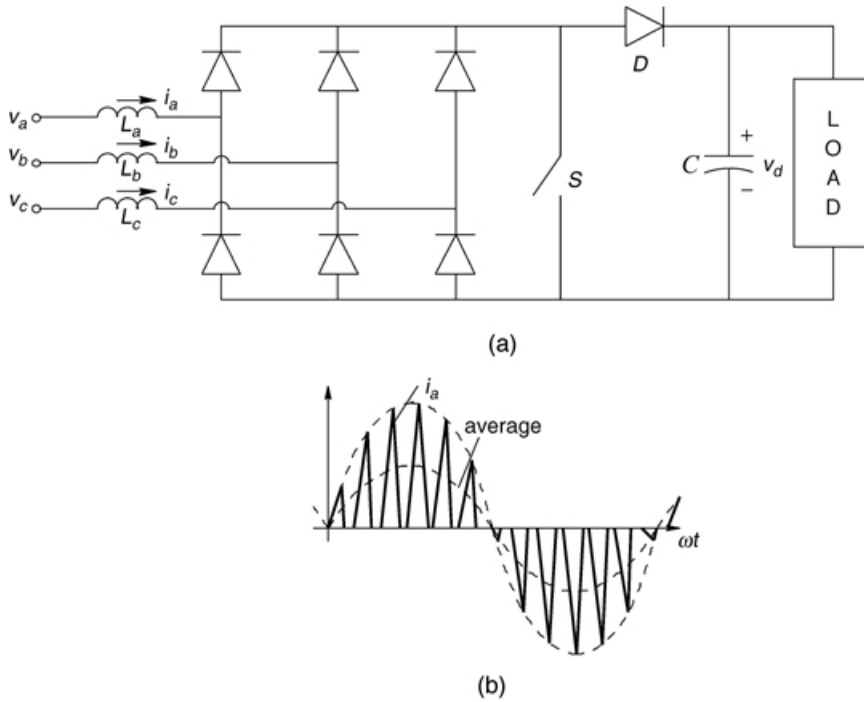 D
L
O
A
D
v_a
L_a
i_a
v_b
L_b
i_b
v_c
L_c
i_c
S
C
+
v_d
−
(a)
i_a
average
ωt
(b)